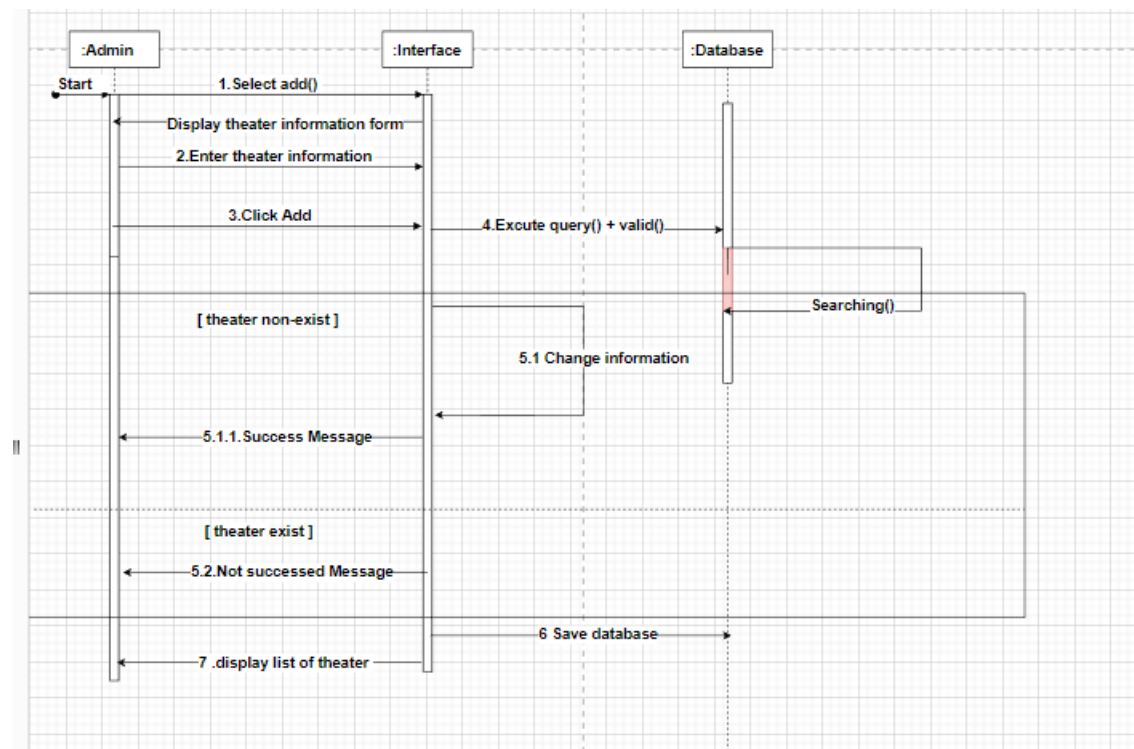 :Admin
:Interface
:Database
Start
1.Select add()
Display theater information form
2.Enter theater information
3.Click Add
4.Excute query() + valid()
Searching()
[ theater non-exist ]
5.1 Change information
5.1.1.Success Message
[ theater exist ]
5.2.Not successed Message
6 Save database
7 .display list of theater